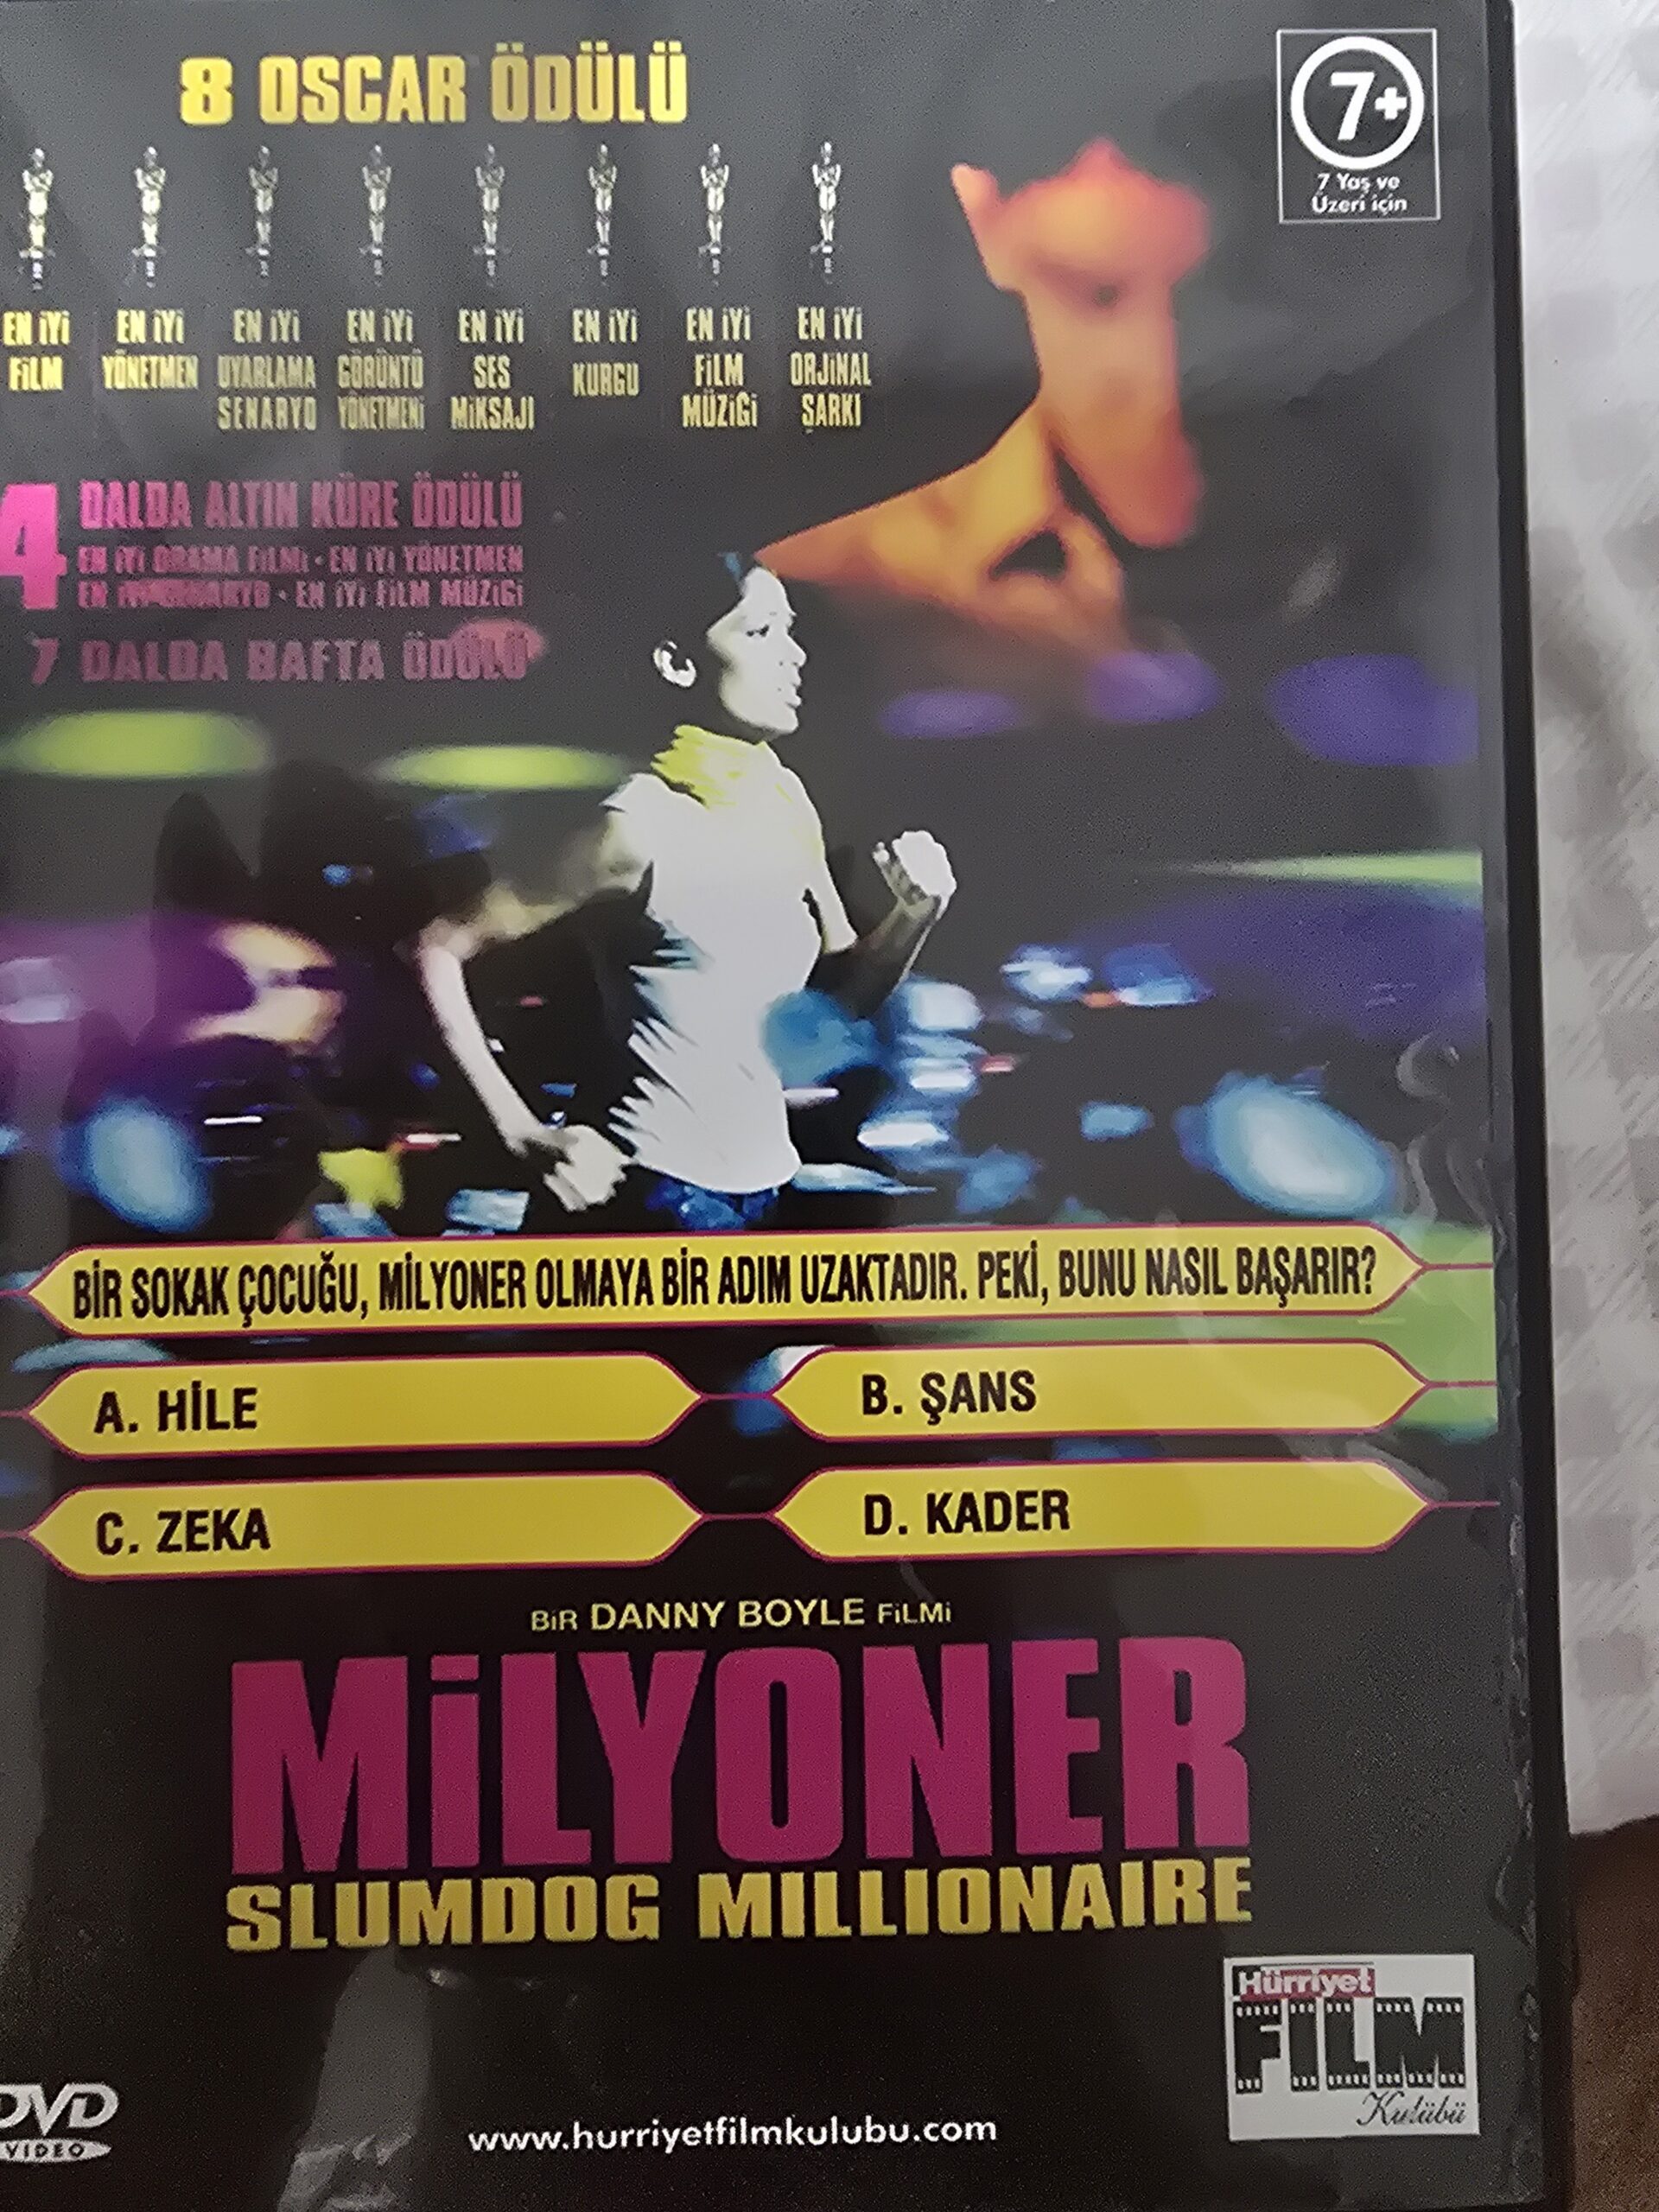 8 OSCAR ÖDÜLÜ
7+
7 Yaş ve
Üzeri için
EN İYİ
FİLM
EN İYİ
YÖNETMEN
EN İYİ
UYARLAMA
SENARYO
EN İYİ
GÖRÜNTÜ
YÖNETMENİ
EN İYİ
SES
MİKSAJI
EN İYİ
KURGU
EN İYİ
FİLM
MÜZİĞİ
EN İYİ
ORJİNAL
ŞARKI
4 DALDA ALTIN KÜRE ÖDÜLÜ
EN İYİ DRAMA FİLMİ • EN İYİ YÖNETMEN
EN İYİ SENARYO • EN İYİ FİLM MÜZİĞİ
7 DALDA BAFTA ÖDÜLÜ
BİR SOKAK ÇOCUĞU, MİLYONER OLMAYA BİR ADIM UZAKTADIR. PEKİ, BUNU NASIL BAŞARIR?
A. HİLE
B. ŞANS
C. ZEKA
D. KADER
BİR DANNY BOYLE FİLMİ
MİLYONER
SLUMDOG MILLIONAIRE
Hürriyet
FİLM
Kulübü
DVD
VIDEO
www.hurriyetfilmkulubu.com